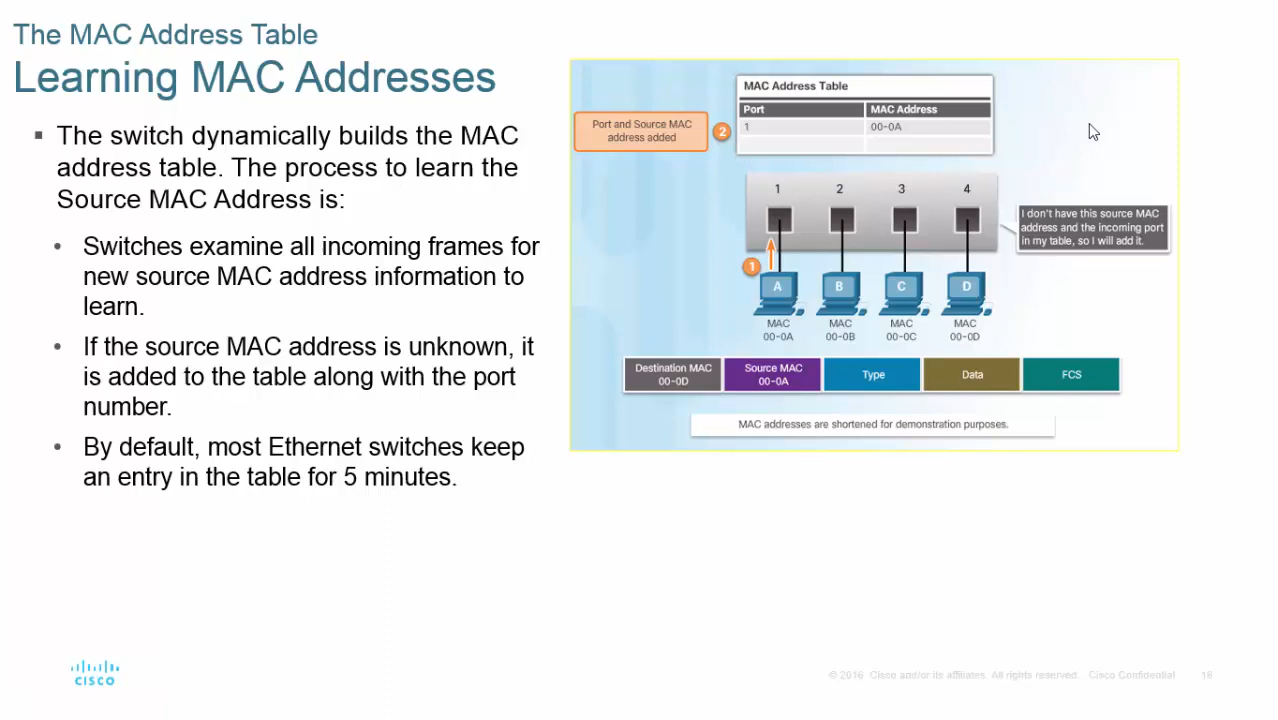 The MAC Address Table
Learning MAC Addresses
▪ The switch dynamically builds the MAC
address table. The process to learn the
Source MAC Address is:
• Switches examine all incoming frames for
new source MAC address information to
learn.
• If the source MAC address is unknown, it
is added to the table along with the port
number.
• By default, most Ethernet switches keep
an entry in the table for 5 minutes.
MAC Address Table
Port MAC Address
1 00-0A
Port and Source MAC
address added
2
1 2 3 4
I don't have this source MAC
address and the incoming port
in my table, so I will add it.
1
A B C D
MAC MAC MAC MAC
00-0A 00-0B 00-0C 00-0D
Destination MAC
00-0D
Source MAC
00-0A
Type
Data
FCS
MAC addresses are shortened for demonstration purposes.
CISCO
© 2016 Cisco and/or its affiliates. All rights reserved. Cisco Confidential 18